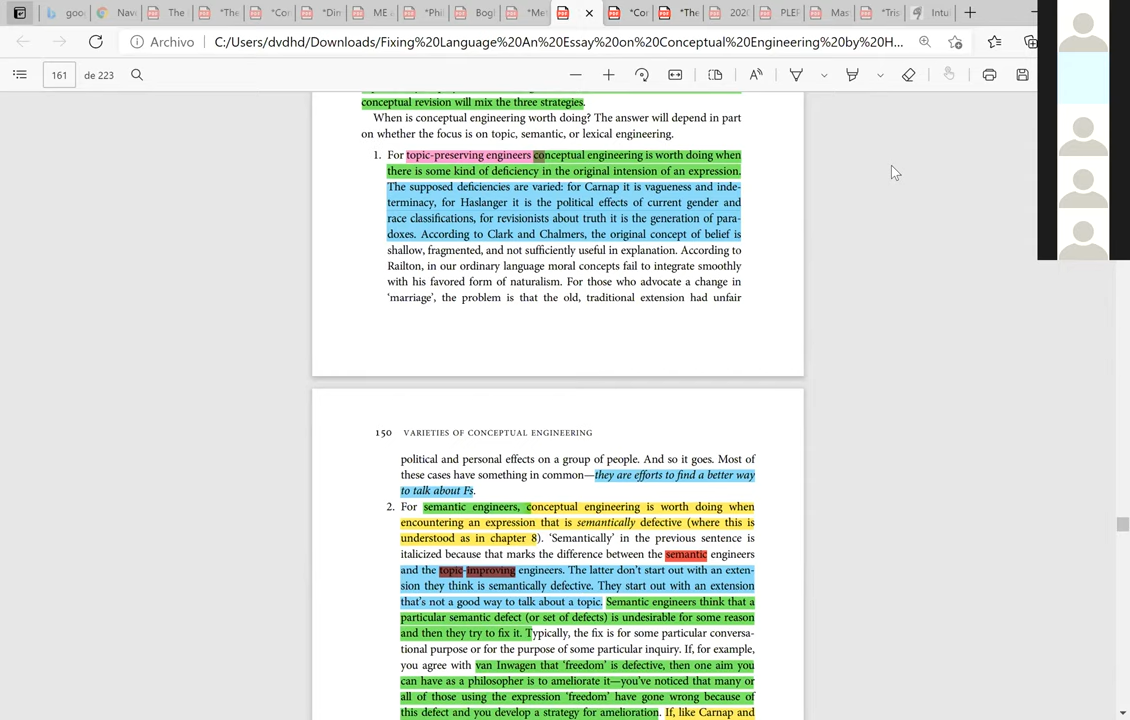 goo
Nav
The
*The
*Cor
*Din
ME
*Phi
Bog
*Met
*Cor
*The
2020
PLEF
Mas
*Tris
Intu
Archivo C:/Users/dvdhd/Downloads/Fixing%20Language%20An%20Essay%20on%20Conceptual%20Engineering%20by%20H...
161 de 223
conceptual revision will mix the three strategies.
When is conceptual engineering worth doing? The answer will depend in part
on whether the focus is on topic, semantic, or lexical engineering.
1. For topic-preserving engineers conceptual engineering is worth doing when
there is some kind of deficiency in the original intension of an expression.
The supposed deficiencies are varied: for Carnap it is vagueness and inde-
terminacy, for Haslanger it is the political effects of current gender and
race classifications, for revisionists about truth it is the generation of para-
doxes. According to Clark and Chalmers, the original concept of belief is
shallow, fragmented, and not sufficiently useful in explanation. According to
Railton, in our ordinary language moral concepts fail to integrate smoothly
with his favored form of naturalism. For those who advocate a change in
'marriage', the problem is that the old, traditional extension had unfair
150 VARIETIES OF CONCEPTUAL ENGINEERING
political and personal effects on a group of people. And so it goes. Most of
these cases have something in common—they are efforts to find a better way
to talk about Fs.
2. For semantic engineers, conceptual engineering is worth doing when
encountering an expression that is semantically defective (where this is
understood as in chapter 8). 'Semantically' in the previous sentence is
italicized because that marks the difference between the semantic engineers
and the topic-improving engineers. The latter don't start out with an exten-
sion they think is semantically defective. They start out with an extension
that's not a good way to talk about a topic. Semantic engineers think that a
particular semantic defect (or set of defects) is undesirable for some reason
and then they try to fix it. Typically, the fix is for some particular conversa-
tional purpose or for the purpose of some particular inquiry. If, for example,
you agree with van Inwagen that 'freedom' is defective, then one aim you
can have as a philosopher is to ameliorate it—you've noticed that many or
all of those using the expression 'freedom' have gone wrong because of
this defect and you develop a strategy for amelioration. If, like Carnap and